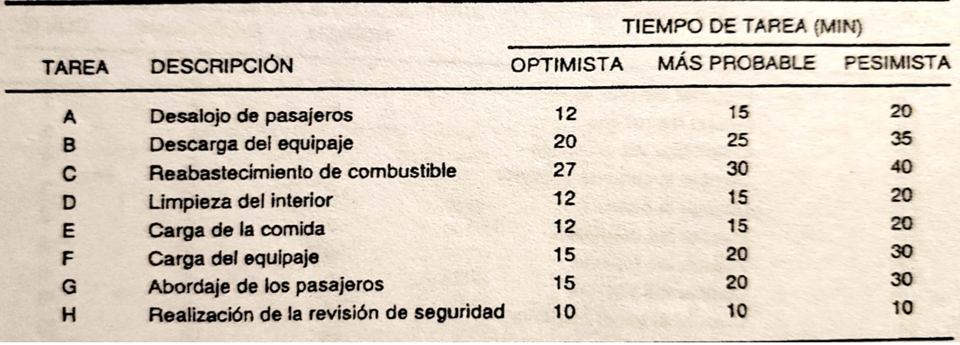 TIEMPO DE TAREA (MIN)
TAREA DESCRIPCIÓN OPTIMISTA MÁS PROBABLE PESIMISTA
A Desalojo de pasajeros 12 15 20
B Descarga del equipaje 20 25 35
C Reabastecimiento de combustible 27 30 40
D Limpieza del interior 12 15 20
E Carga de la comida 12 15 20
F Carga del equipaje 15 20 30
G Abordaje de los pasajeros 15 20 30
H Realización de la revisión de seguridad 10 10 10